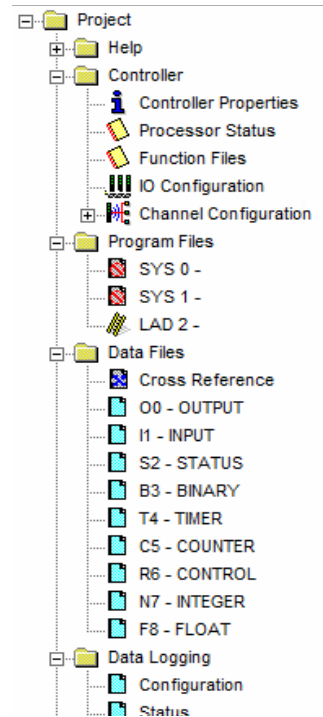 Project
Help
Controller
Controller Properties
Processor Status
Function Files
IO Configuration
Channel Configuration
Program Files
SYS 0 -
SYS 1 -
LAD 2 -
Data Files
Cross Reference
O0 - OUTPUT
I1 - INPUT
S2 - STATUS
B3 - BINARY
T4 - TIMER
C5 - COUNTER
R6 - CONTROL
N7 - INTEGER
F8 - FLOAT
Data Logging
Configuration
Status